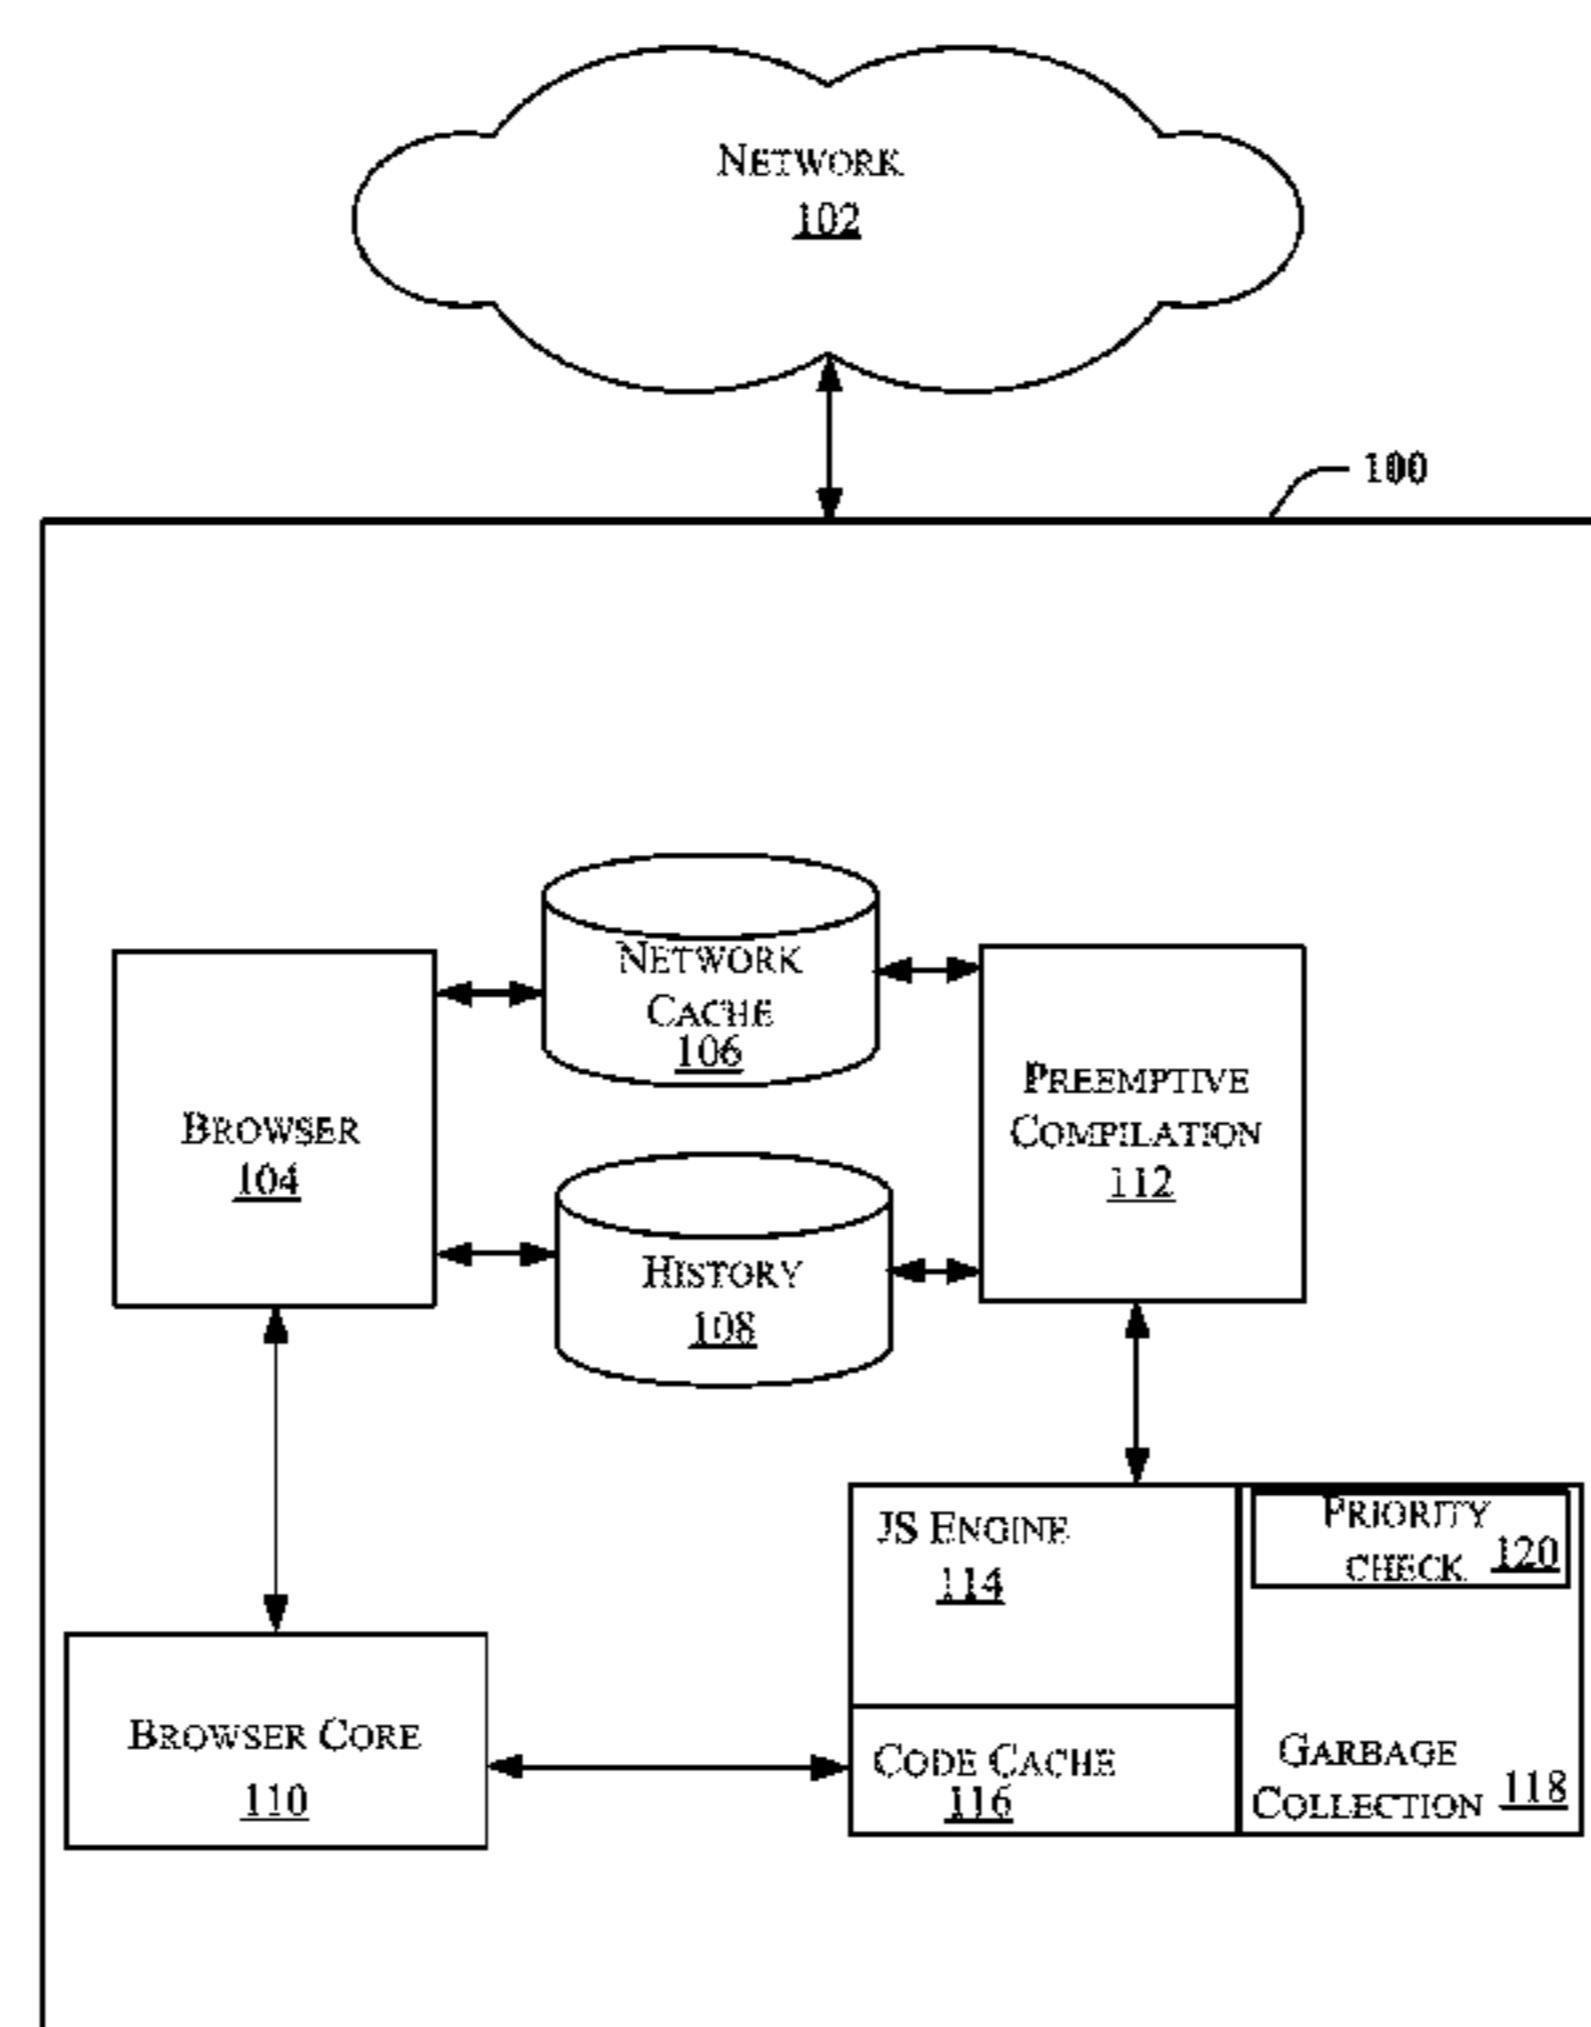 NETWORK
102
100
NETWORK
CACHE
106
BROWSER
104
PREEMPTIVE
COMPILATION
112
HISTORY
108
JS ENGINE
114
PRIORITY
CHECK 120
BROWSER CORE
110
CODE CACHE
116
GARBAGE
COLLECTION 118